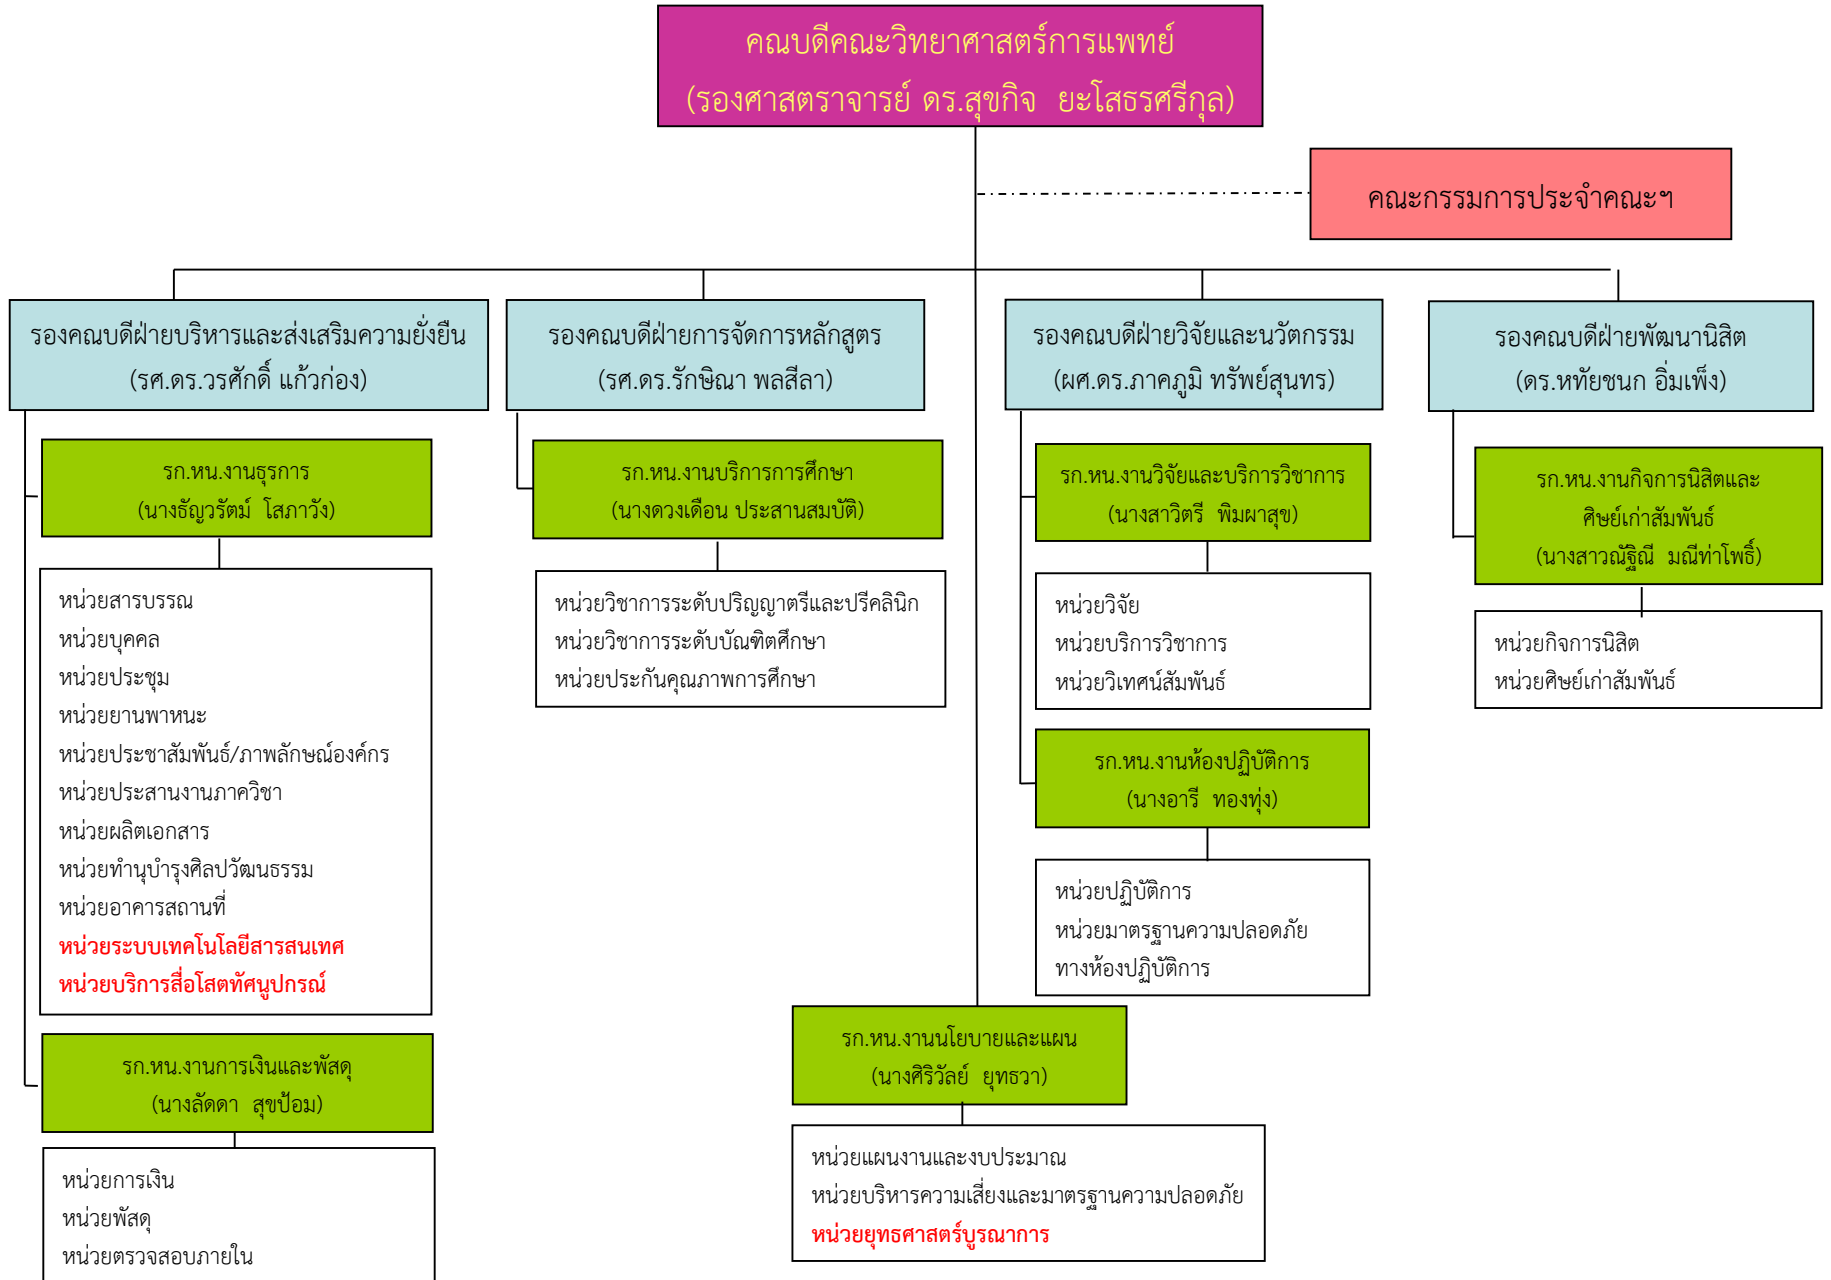 คณบดีคณะวิทยาศาสตร์การแพทย์
(รองศาสตราจารย์ ดร.สุขกิจ ยะโสธรศรีกุล)
คณะกรรมการประจำคณะฯ
รองคณบดีฝ่ายบริหารและส่งเสริมความยั่งยืน
(รศ.ดร.วรศักดิ์ แก้วก่อง)
รองคณบดีฝ่ายการจัดการหลักสูตร
(รศ.ดร.รักษิณา พลสีลา)
รองคณบดีฝ่ายวิจัยและนวัตกรรม
(ผศ.ดร.ภาคภูมิ ทรัพย์สุนทร)
รองคณบดีฝ่ายพัฒนานิสิต
(ดร.หทัยชนก อิ่มเพ็ง)
รก.หน.งานธุรการ
(นางธัญวรัตม์ โสภาวัง)
หน่วยสารบรรณ
หน่วยบุคคล
หน่วยประชุม
หน่วยยานพาหนะ
หน่วยประชาสัมพันธ์/ภาพลักษณ์องค์กร
หน่วยประสานงานภาควิชา
หน่วยผลิตเอกสาร
หน่วยทำนุบำรุงศิลปวัฒนธรรม
หน่วยอาคารสถานที่
หน่วยระบบเทคโนโลยีสารสนเทศ
หน่วยบริการสื่อโสตทัศนูปกรณ์
รก.หน.งานการเงินและพัสดุ
(นางลัดดา สุขป้อม)
หน่วยการเงิน
หน่วยพัสดุ
หน่วยตรวจสอบภายใน
รก.หน.งานบริการการศึกษา
(นางดวงเดือน ประสานสมบัติ)
หน่วยวิชาการระดับปริญญาตรีและปรีคลินิก
หน่วยวิชาการระดับบัณฑิตศึกษา
หน่วยประกันคุณภาพการศึกษา
รก.หน.งานวิจัยและบริการวิชาการ
(นางสาวิตรี พิมผาสุข)
หน่วยวิจัย
หน่วยบริการวิชาการ
หน่วยวิเทศน์สัมพันธ์
รก.หน.งานห้องปฏิบัติการ
(นางอารี ทองทุ่ง)
หน่วยปฏิบัติการ
หน่วยมาตรฐานความปลอดภัย
ทางห้องปฏิบัติการ
รก.หน.งานกิจการนิสิตและ
ศิษย์เก่าสัมพันธ์
(นางสาวณัฐิณี มณีท่าโพธิ์)
หน่วยกิจการนิสิต
หน่วยศิษย์เก่าสัมพันธ์
รก.หน.งานนโยบายและแผน
(นางศิริวัลย์ ยุทธวา)
หน่วยแผนงานและงบประมาณ
หน่วยบริหารความเสี่ยงและมาตรฐานความปลอดภัย
หน่วยยุทธศาสตร์บูรณาการ